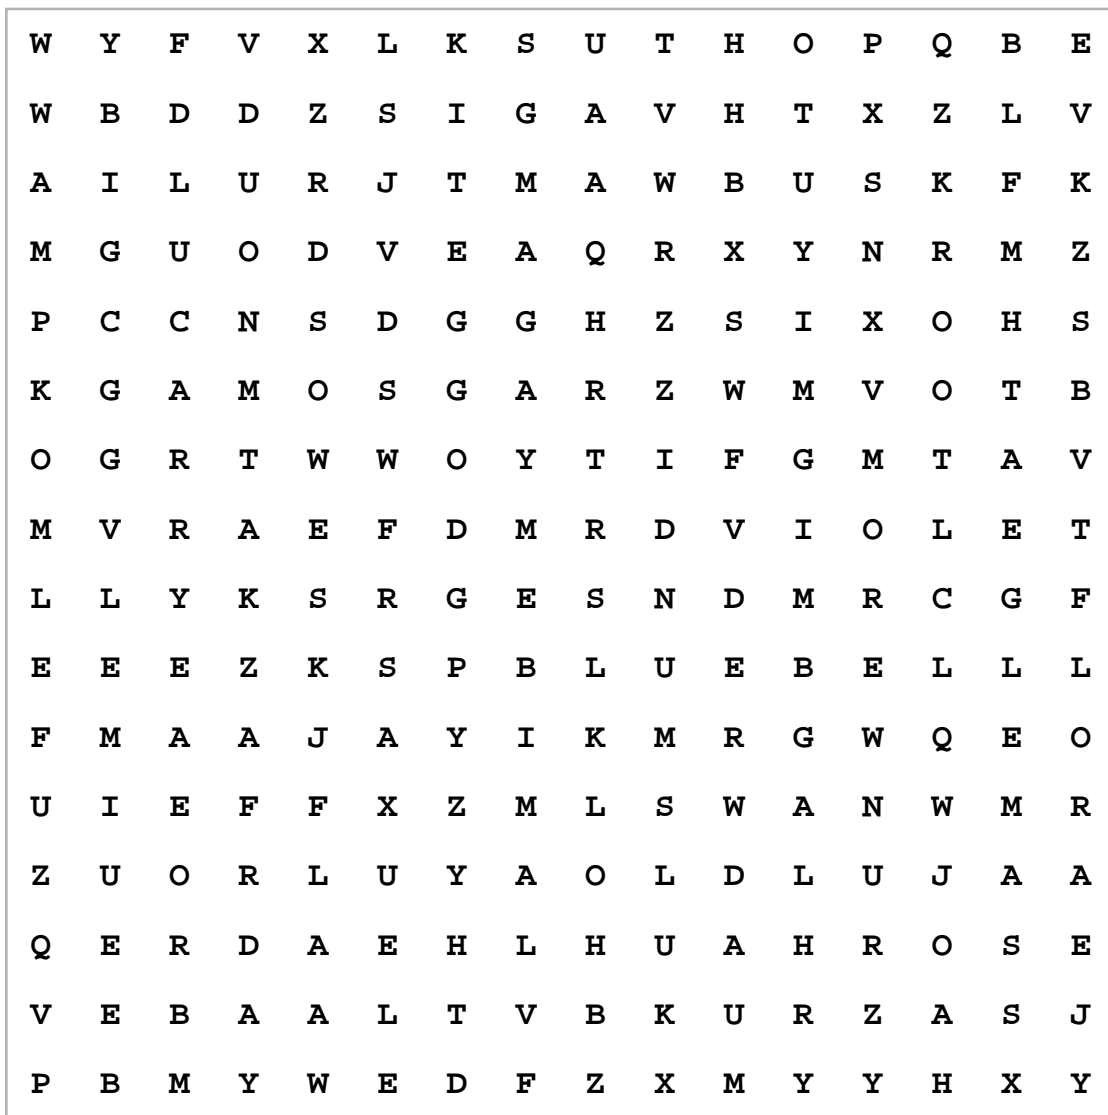 W Y F V X L K S U T H O P Q B E
W B D D Z S I G A V H T X Z L V
A I L U R J T M A W B U S K F K
M G U O D V E A Q R X Y N R M Z
P C C N S D G G H Z S I X O H S
K G A M O S G A R Z W M V O T B
O G R T W W O Y T I F G M T A V
M V R A E F D M R D V I O L E T
L L Y K S R G E S N D M R C G F
E E E Z K S P B L U E B E L L L
F M A A J A Y I K M R G W Q E O
U I E F F X Z M L S W A N W M R
Z U O R L U Y A O L D L U J A A
Q E R D A E H L H U A H R O S E
V E B A A L T V B K U R Z A S J
P B M Y W E D F Z X M Y Y H X Y